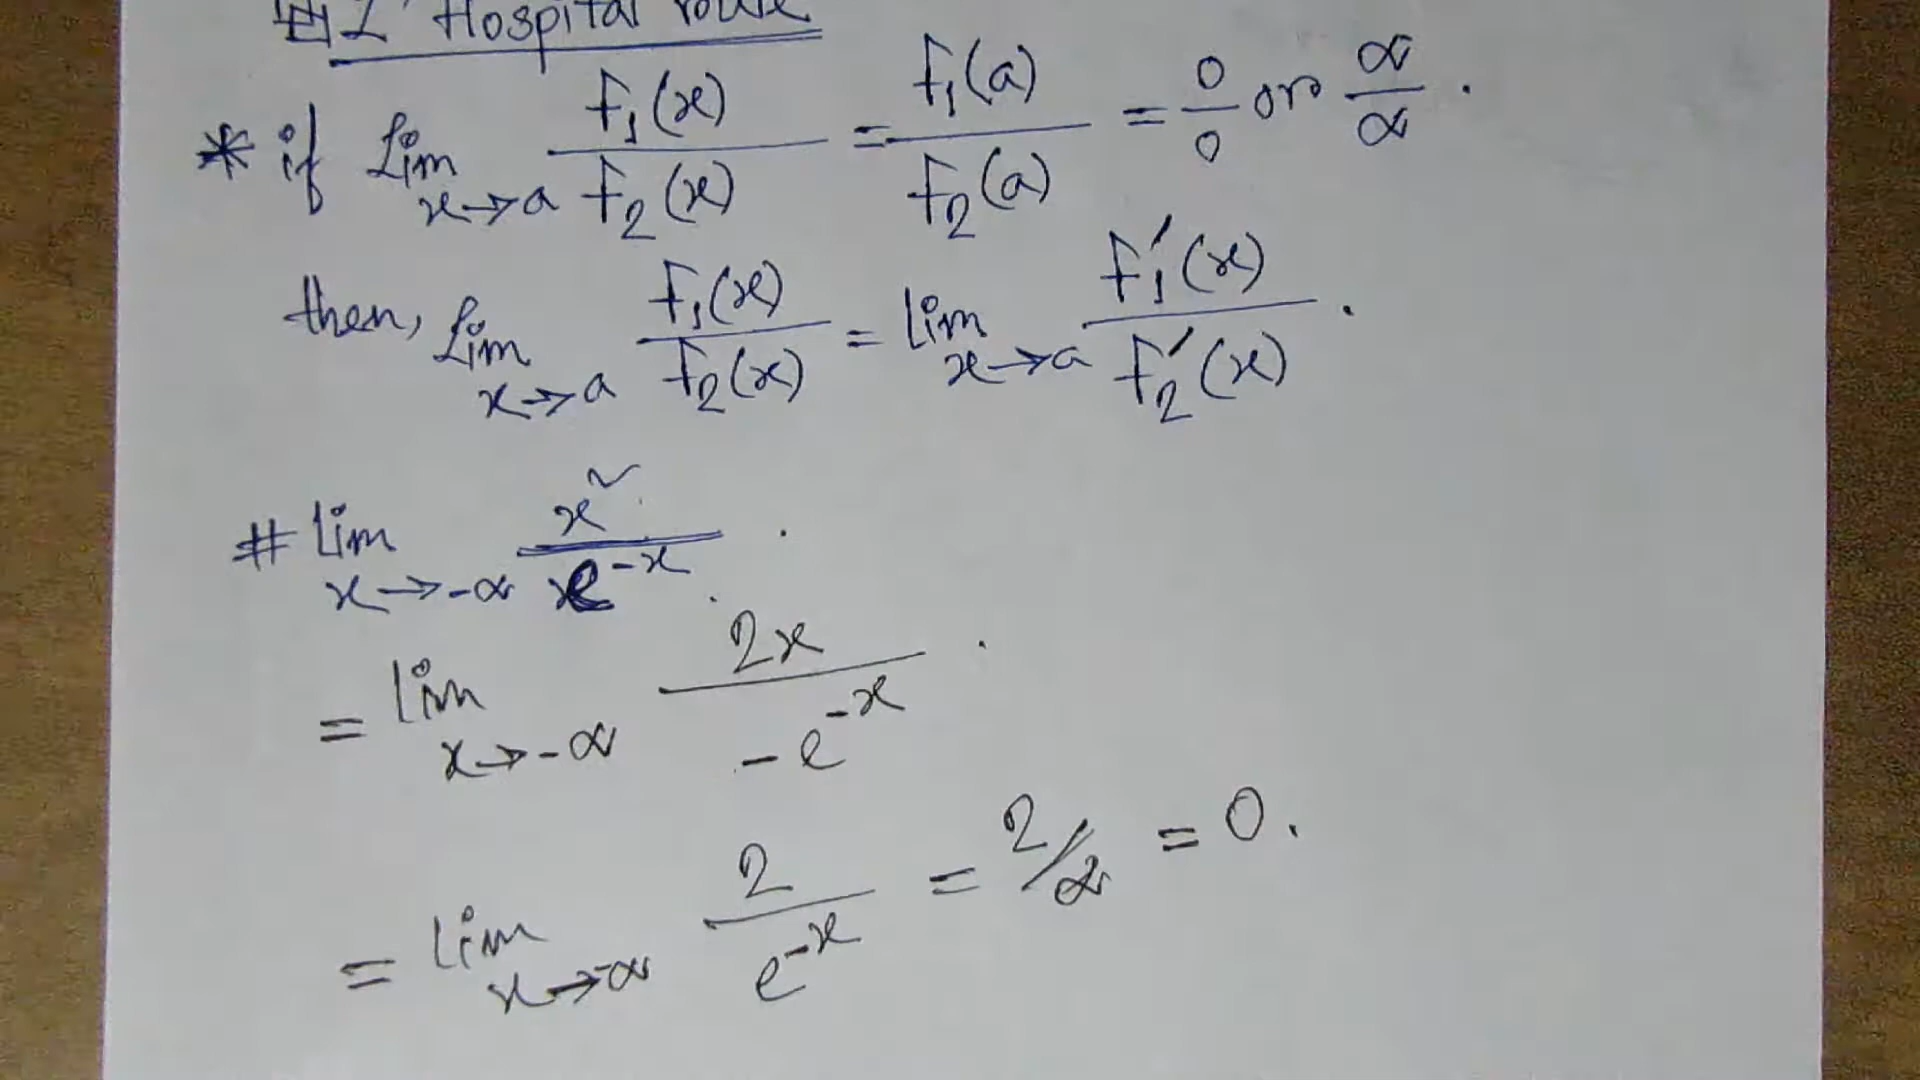 L' Hospital
* if Lim x→a F₁(x)/F₂(x) = F₁(a)/F₂(a) = 0/0 or ∝/∝.
then, Lim x→a F₁(x)/F₂(x) = lim x→a F₁′(x)/F₂′(x).
# lim x→-∝ x²/e^-x.
= lim x→-∝ 2x/-e^-x.
= lim x→-∝ 2/e^-x = 2/∝ = 0.